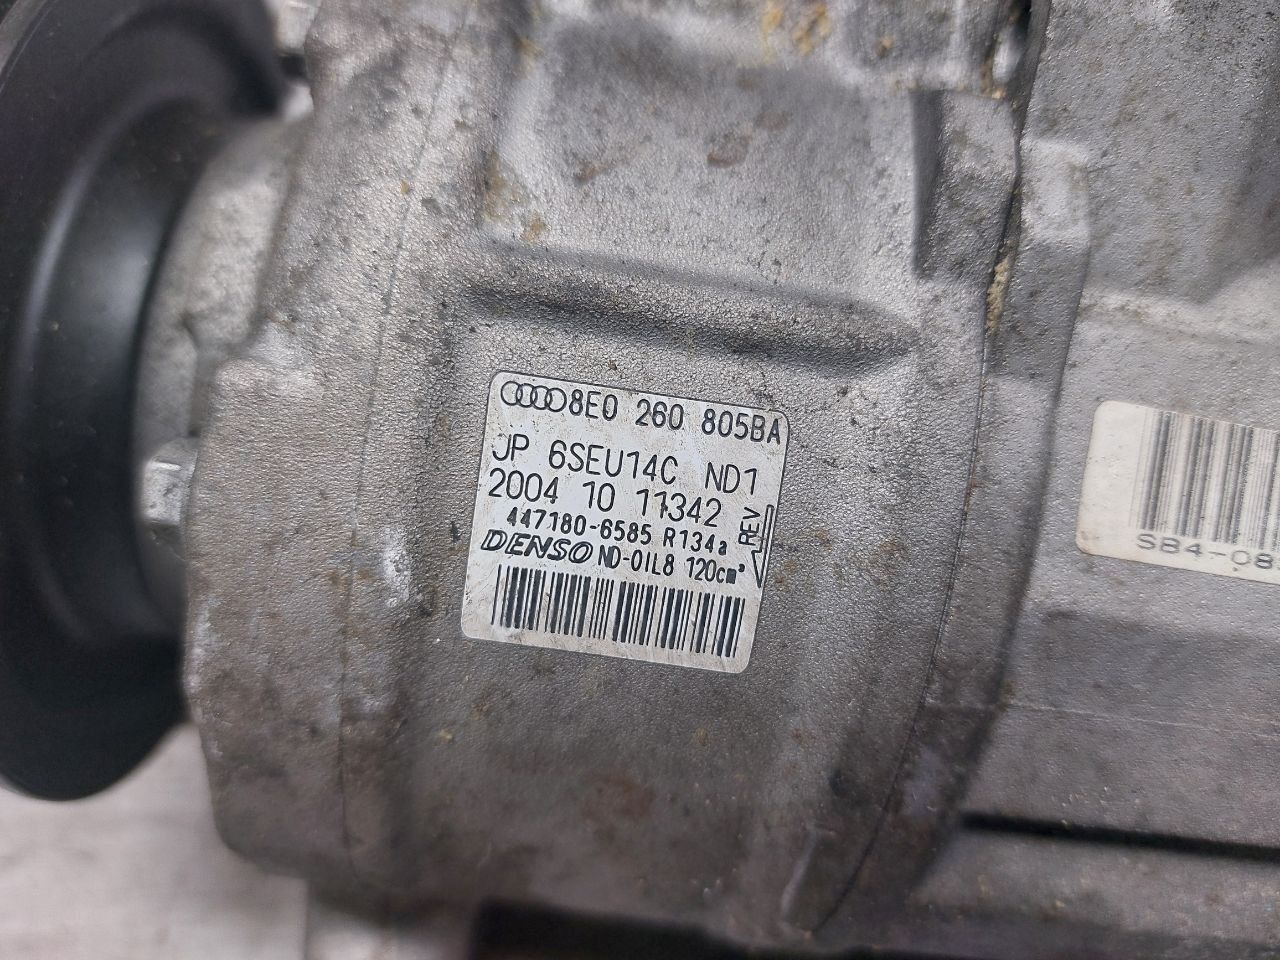 8E0 260 805BA
JP 6SEU14C ND1
2004 10 11342
REV
447180-6585 R134a
DENSO ND-OIL8 120cm³
SB4-08